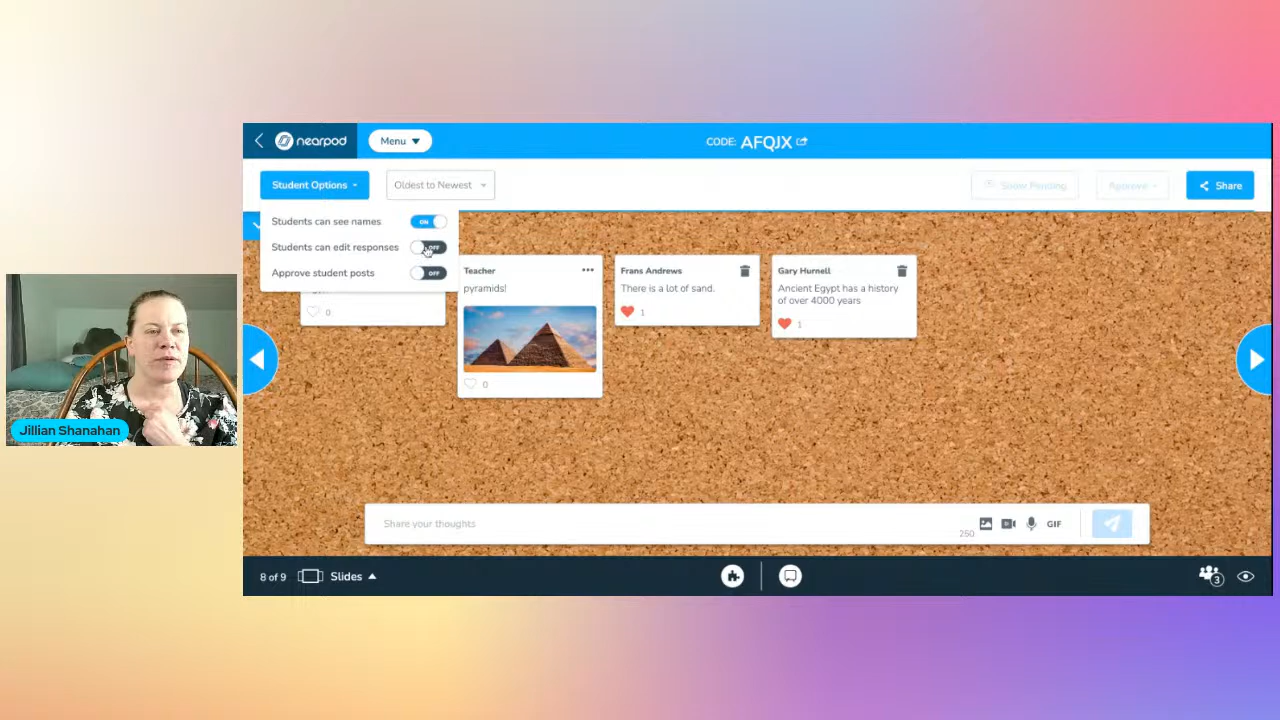 nearpod
Menu
CODE: AFQJX
Student Options
Oldest to Newest
Show Pending
Approve
Share
Students can see names
ON
Students can edit responses
OFF
Approve student posts
OFF
0
Teacher
pyramids!
0
Frans Andrews
There is a lot of sand.
1
Gary Hurnell
Ancient Egypt has a history
of over 4000 years
1
Jillian Shanahan
Share your thoughts
250
GIF
8 of 9
Slides
3